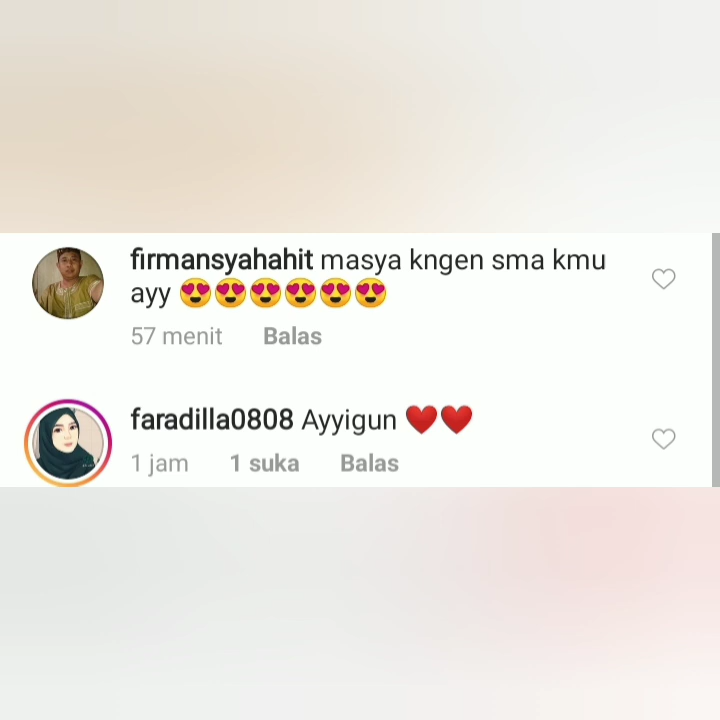 firmansyahahit masya kngen sma kmu
ayy 😍😍😍😍😍😍
57 menit Balas
faradilla0808 Ayyigun ❤️❤️
1 jam 1 suka Balas